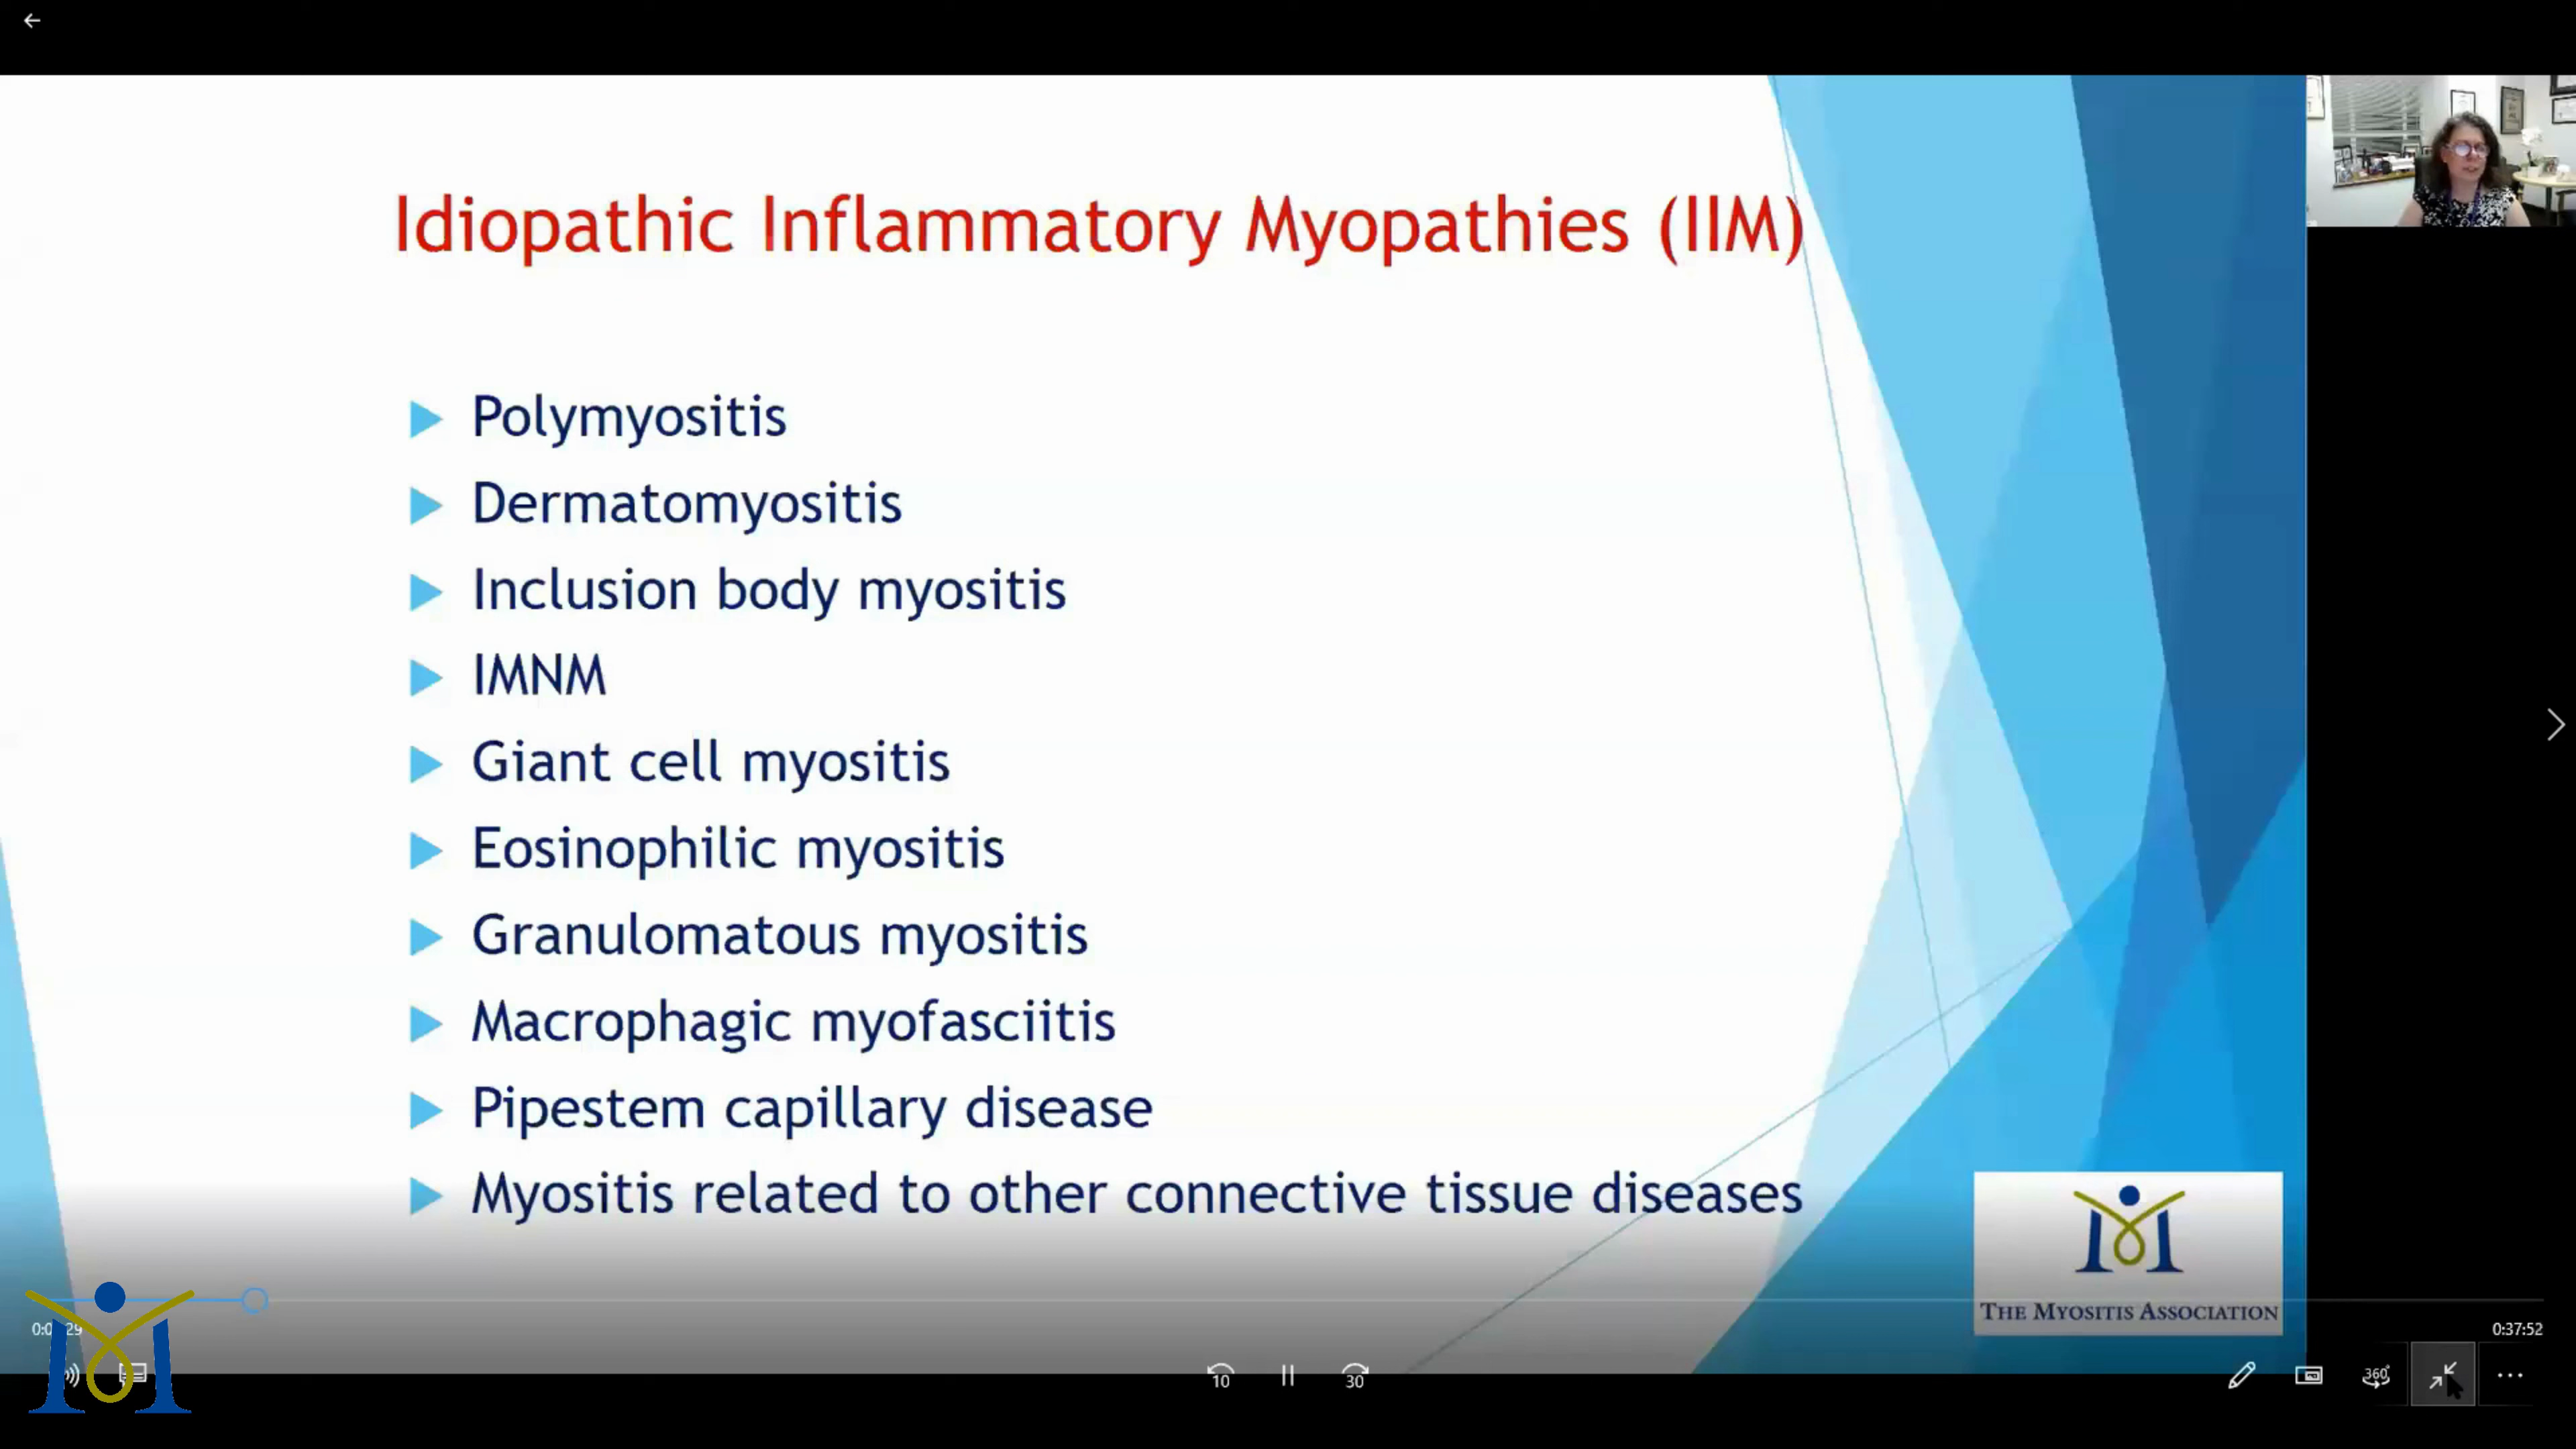 Idiopathic Inflammatory Myopathies (IIM)
Polymyositis
Dermatomyositis
Inclusion body myositis
IMNM
Giant cell myositis
Eosinophilic myositis
Granulomatous myositis
Macrophagic myofasciitis
Pipestem capillary disease
Myositis related to other connective tissue diseases
THE MYOSITIS ASSOCIATION
0:37:52
10
30
360°